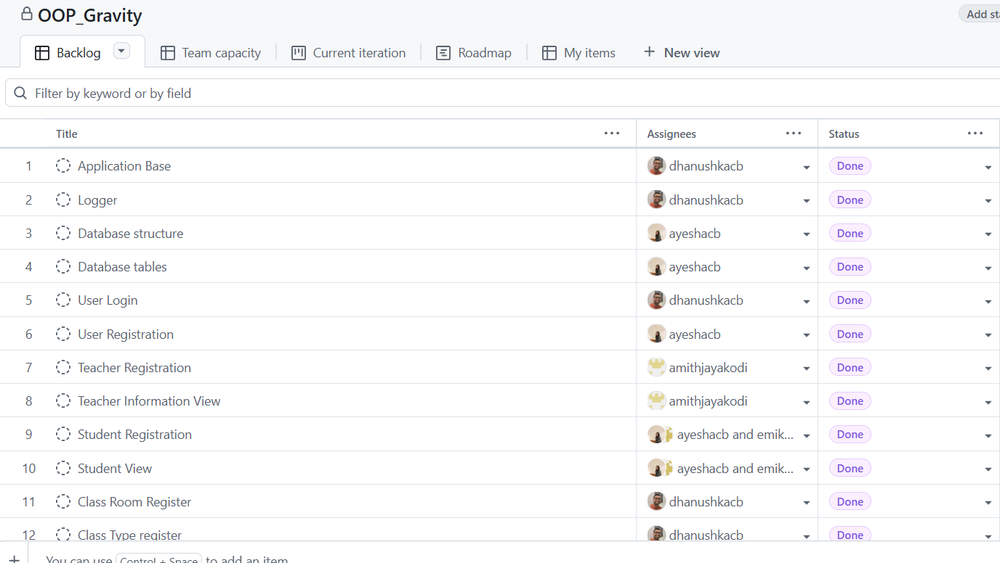 OOP_Gravity
Add sta
Backlog Team capacity Current iteration Roadmap My items New view
Filter by keyword or by field
Title Assignees Status
1 Application Base dhanushkacb Done
2 Logger dhanushkacb Done
3 Database structure ayeshacb Done
4 Database tables ayeshacb Done
5 User Login dhanushkacb Done
6 User Registration ayeshacb Done
7 Teacher Registration amithjayakodi Done
8 Teacher Information View amithjayakodi Done
9 Student Registration ayeshacb and emik... Done
10 Student View ayeshacb and emik... Done
11 Class Room Register dhanushkacb Done
12 Class Type register dhanushkacb Done
+ You can use Control + Space to add an item